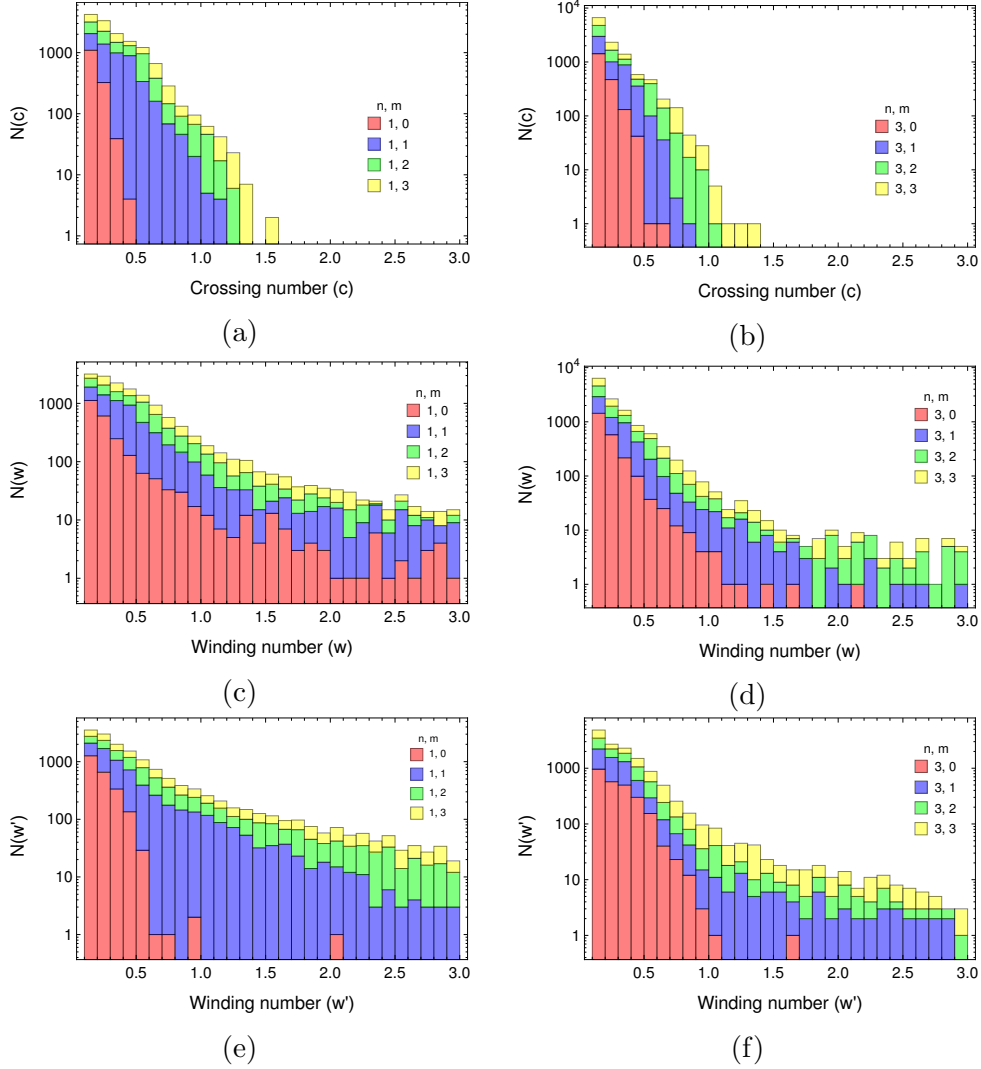 1000
100
10
1
N(c)
n, m
1, 0
1, 1
1, 2
1, 3
0.5 1.0 1.5 2.0 2.5 3.0
Crossing number (c)
(a)
10^4
1000
100
10
1
N(c)
n, m
3, 0
3, 1
3, 2
3, 3
0.5 1.0 1.5 2.0 2.5 3.0
Crossing number (c)
(b)
1000
100
10
1
N(w)
n, m
1, 0
1, 1
1, 2
1, 3
0.5 1.0 1.5 2.0 2.5 3.0
Winding number (w)
(c)
10^4
1000
100
10
1
N(w)
n, m
3, 0
3, 1
3, 2
3, 3
0.5 1.0 1.5 2.0 2.5 3.0
Winding number (w)
(d)
1000
100
10
1
N(w')
n, m
1, 0
1, 1
1, 2
1, 3
0.5 1.0 1.5 2.0 2.5 3.0
Winding number (w')
(e)
1000
100
10
1
N(w')
n, m
3, 0
3, 1
3, 2
3, 3
0.5 1.0 1.5 2.0 2.5 3.0
Winding number (w')
(f)